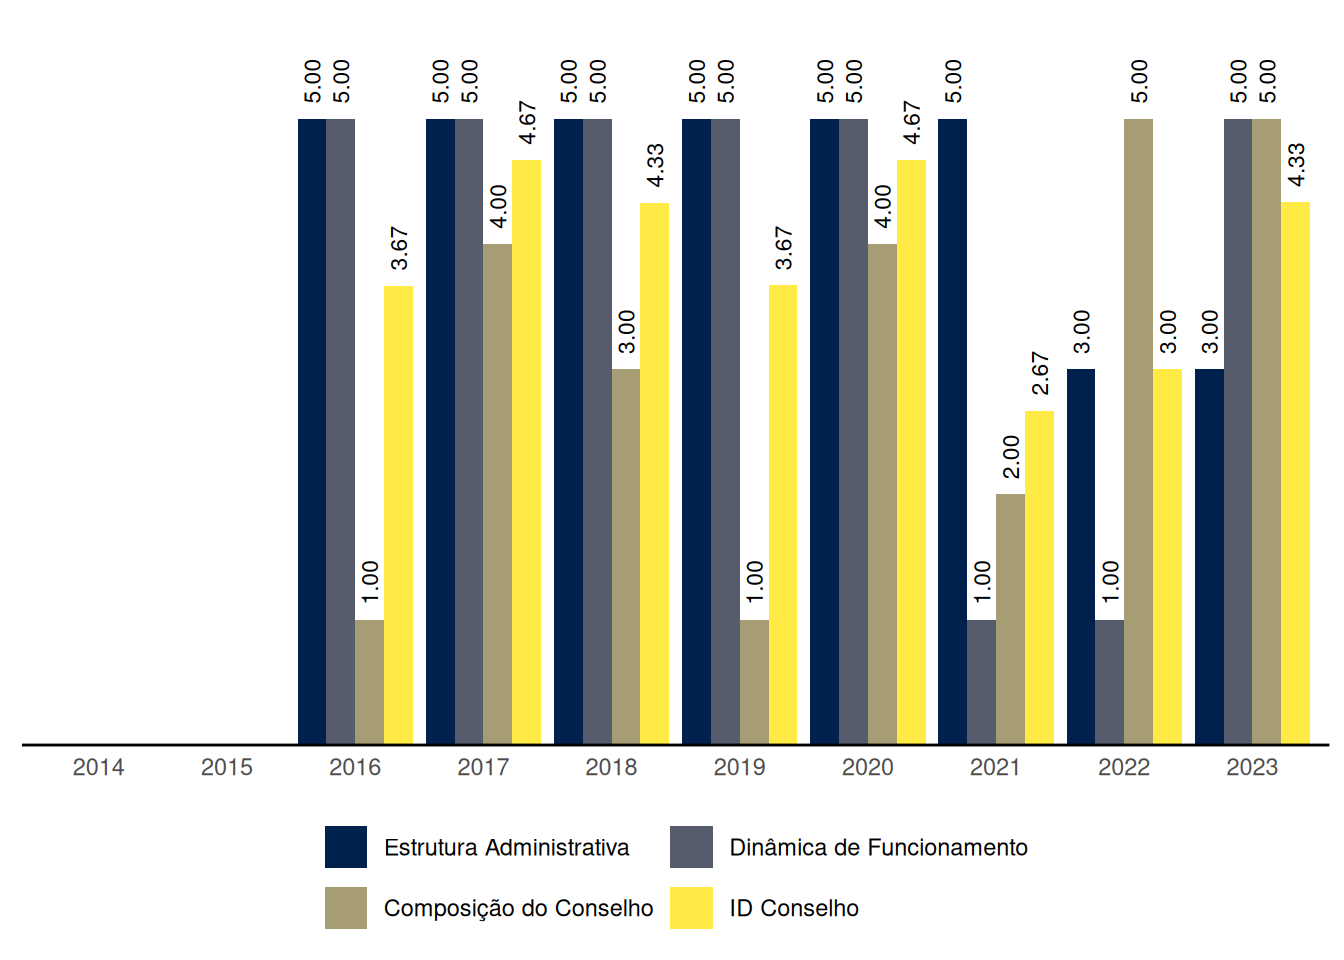 5.00 5.00 1.00 3.67
5.00 5.00 4.00 4.67
5.00 5.00 3.00 4.33
5.00 5.00 1.00 3.67
5.00 5.00 4.00 4.67
5.00 1.00 2.00 2.67
3.00 1.00 5.00 3.00
3.00 5.00 5.00 4.33
2014 2015 2016 2017 2018 2019 2020 2021 2022 2023
Estrutura Administrativa Dinâmica de Funcionamento
Composição do Conselho ID Conselho